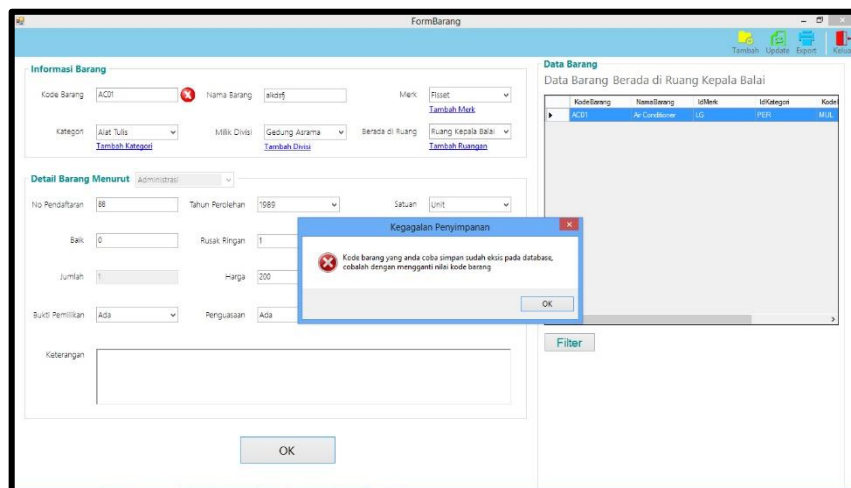 FormBarang
Tambah Update Export Kelua
Informasi Barang
Kode Barang AC01 Nama Barang alkdsfj Merk Fisset
Tambah Merk
Kategori Alat Tulis Milik Divisi Gedung Asrama Berada di Ruang Ruang Kepala Balai
Tambah Kategori Tambah Divisi Tambah Ruangan
Detail Barang Menurut Administrasi
No Pendaftaran 88 Tahun Perolehan 1989 Satuan Unit
Baik 0 Rusak Ringan 1
Jumlah 1 Harga 200
Bukti Pemilikan Ada Penguasaan Ada
Keterangan
OK
Kegagalan Penyimpanan
Kode barang yang anda coba simpan sudah eksis pada database,
cobalah dengan mengganti nilai kode barang
OK
Data Barang
Data Barang Berada di Ruang Kepala Balai
KodeBarang NamaBarang IdMerk IdKategori Kodel
AC01 Air Conditioner LG PER MUL
Filter